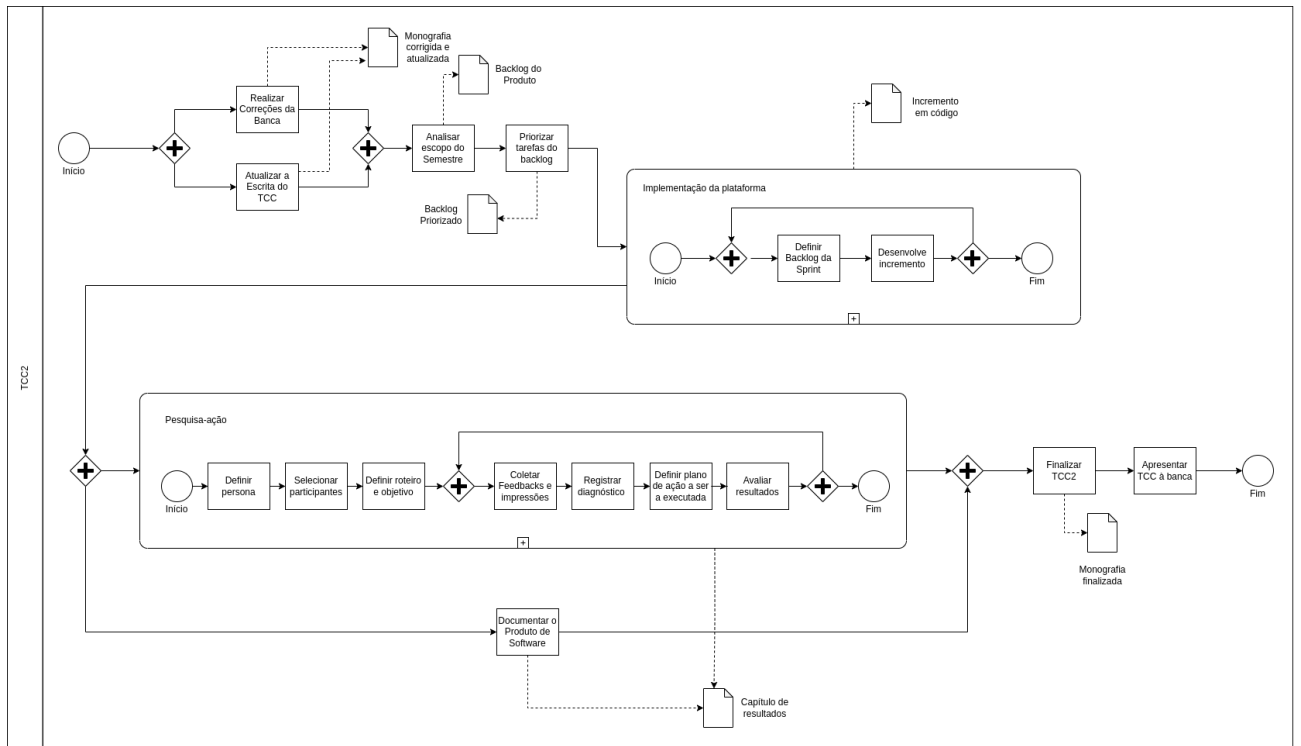 TCC2
Início
Realizar
Correções da
Banca
Atualizar a
Escrita do
TCC
Monografia
corrigida e
atualizada
Analisar
escopo do
Semestre
Backlog do
Produto
Priorizar
tarefas do
backlog
Backlog
Priorizado
Incremento
em código
Implementação da plataforma
Início
Definir
Backlog da
Sprint
Desenvolve
incremento
Fim
+
Pesquisa-ação
Início
Definir
persona
Selecionar
participantes
Definir roteiro
e objetivo
Coletar
Feedbacks e
impressões
Registrar
diagnóstico
Definir plano
de ação a ser
a executada
Avaliar
resultados
Fim
+
Documentar o
Produto de
Software
Capítulo de
resultados
Finalizar
TCC2
Monografia
finalizada
Apresentar
TCC à banca
Fim